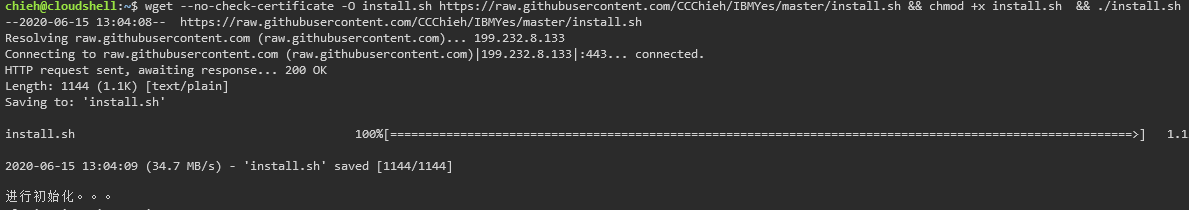 chieh@cloudshell:~$ wget --no-check-certificate -O install.sh https://raw.githubusercontent.com/CCChieh/IBMYes/master/install.sh && chmod +x install.sh  && ./install.sh
--2020-06-15 13:04:08--  https://raw.githubusercontent.com/CCChieh/IBMYes/master/install.sh
Resolving raw.githubusercontent.com (raw.githubusercontent.com)... 199.232.8.133
Connecting to raw.githubusercontent.com (raw.githubusercontent.com)|199.232.8.133|:443... connected.
HTTP request sent, awaiting response... 200 OK
Length: 1144 (1.1K) [text/plain]
Saving to: 'install.sh'
install.sh 100%[==========================================================================================================>] 1.1
2020-06-15 13:04:09 (34.7 MB/s) - 'install.sh' saved [1144/1144]
进行初始化。。。